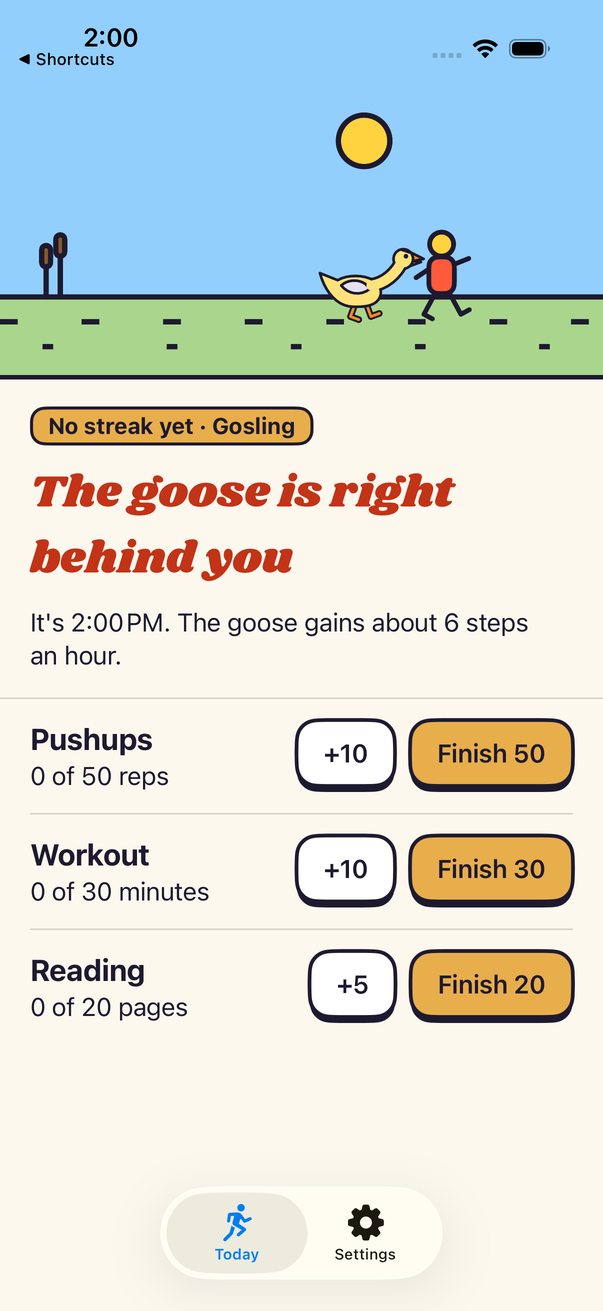 2:00
◀ Shortcuts
No streak yet · Gosling
The goose is right
behind you
It's 2:00 PM. The goose gains about 6 steps
an hour.
Pushups
0 of 50 reps
+10
Finish 50
Workout
0 of 30 minutes
+10
Finish 30
Reading
0 of 20 pages
+5
Finish 20
Today
Settings